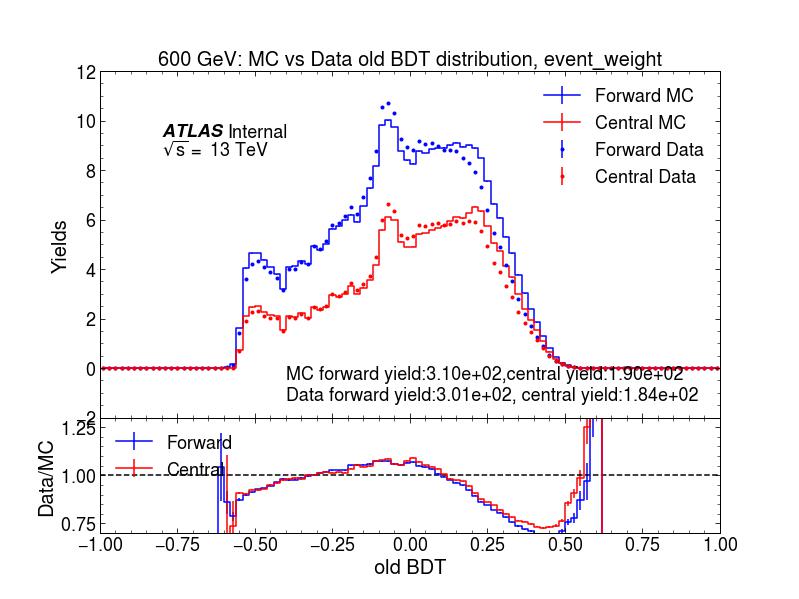 600 GeV: MC vs Data old BDT distribution, event_weight
12
10
8
6
4
2
0
−2
Yields
ATLAS Internal
√s = 13 TeV
Forward MC
Central MC
Forward Data
Central Data
MC forward yield:3.10e+02,central yield:1.90e+02
Data forward yield:3.01e+02, central yield:1.84e+02
1.25
1.00
0.75
Data/MC
Forward
Central
−1.00 −0.75 −0.50 −0.25 0.00 0.25 0.50 0.75 1.00
old BDT